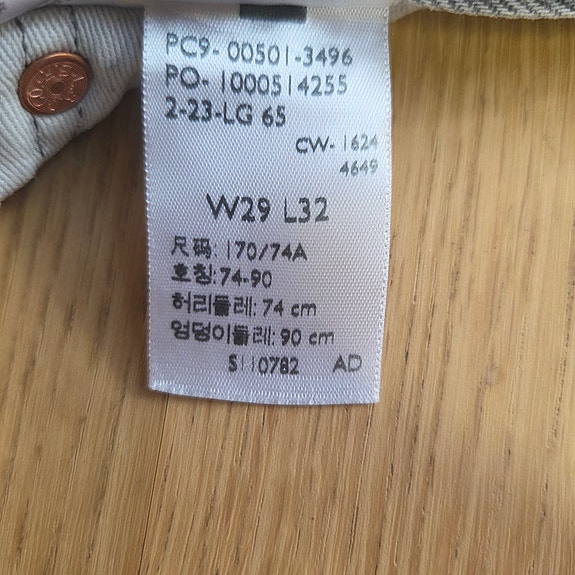 PC9- 00501-3496
PO- 1000514255
2-23-LG 65
CW- 1624
4649
W29 L32
尺码: 170/74A
호칭: 74-90
허리둘레: 74 cm
엉덩이둘레: 90 cm
S110782 AD